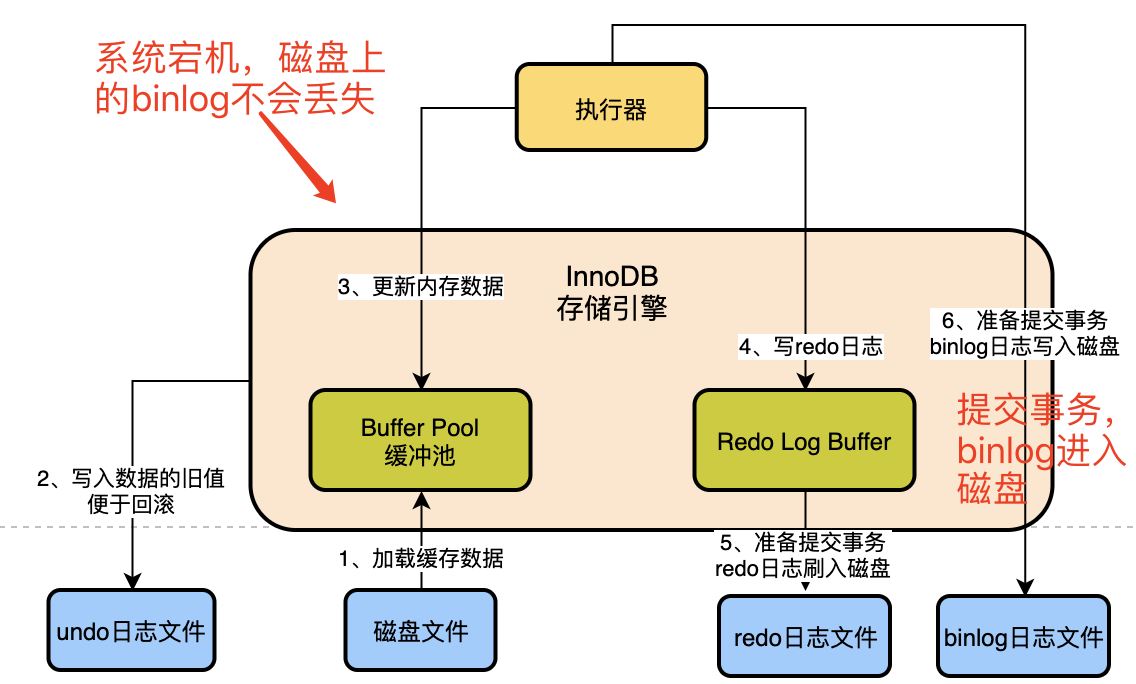 系统宕机，磁盘上
的binlog不会丢失
执行器
InnoDB
存储引擎
3、更新内存数据
4、写redo日志
6、准备提交事务
binlog日志写入磁盘
Buffer Pool
缓冲池
Redo Log Buffer
提交事务，
binlog进入
磁盘
2、写入数据的旧值
便于回滚
1、加载缓存数据
5、准备提交事务
redo日志刷入磁盘
undo日志文件
磁盘文件
redo日志文件
binlog日志文件